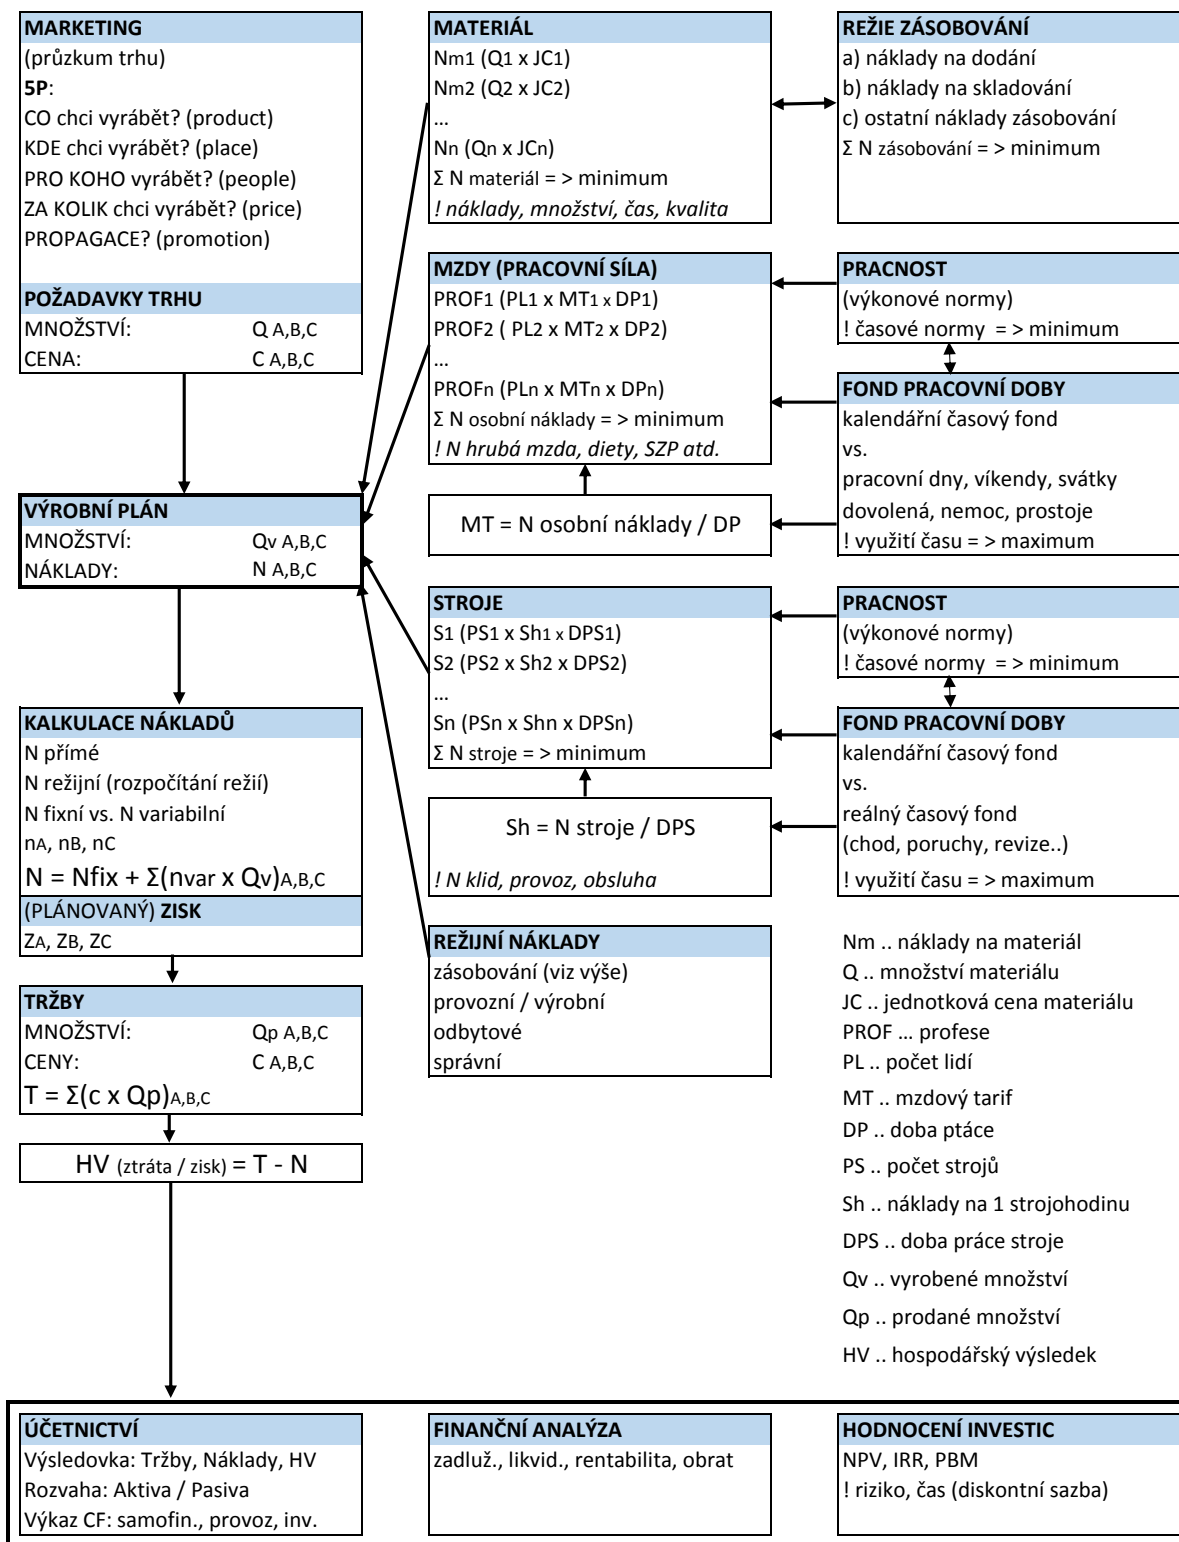 MARKETING
(průzkum trhu)
5P:
CO chci vyrábět? (product)
KDE chci vyrábět? (place)
PRO KOHO vyrábět? (people)
ZA KOLIK chci vyrábět? (price)
PROPAGACE? (promotion)
POŽADAVKY TRHU
MNOŽSTVÍ: Q A,B,C
CENA: C A,B,C
VÝROBNÍ PLÁN
MNOŽSTVÍ: Qv A,B,C
NÁKLADY: N A,B,C
KALKULACE NÁKLADŮ
N přímé
N režijní (rozpočítání režií)
N fixní vs. N variabilní
nA, nB, nC
N = Nfix + Σ(nvar x Qv)A,B,C
(PLÁNOVANÝ) ZISK
ZA, ZB, ZC
TRŽBY
MNOŽSTVÍ: Qp A,B,C
CENY: C A,B,C
T = Σ(c x Qp)A,B,C
HV (ztráta / zisk) = T - N
MATERIÁL
Nm1 (Q1 x JC1)
Nm2 (Q2 x JC2)
...
Nn (Qn x JCn)
Σ N materiál = > minimum
! náklady, množství, čas, kvalita
MZDY (PRACOVNÍ SÍLA)
PROF1 (PL1 x MT1 x DP1)
PROF2 ( PL2 x MT2 x DP2)
...
PROFn (PLn x MTn x DPn)
Σ N osobní náklady = > minimum
! N hrubá mzda, diety, SZP atd.
MT = N osobní náklady / DP
STROJE
S1 (PS1 x Sh1 x DPS1)
S2 (PS2 x Sh2 x DPS2)
...
Sn (PSn x Shn x DPSn)
Σ N stroje = > minimum
Sh = N stroje / DPS
! N klid, provoz, obsluha
REŽIJNÍ NÁKLADY
zásobování (viz výše)
provozní / výrobní
odbytové
správní
REŽIE ZÁSOBOVÁNÍ
a) náklady na dodání
b) náklady na skladování
c) ostatní náklady zásobování
Σ N zásobování = > minimum
PRACNOST
(výkonové normy)
! časové normy = > minimum
FOND PRACOVNÍ DOBY
kalendářní časový fond
vs.
pracovní dny, víkendy, svátky
dovolená, nemoc, prostoje
! využití času = > maximum
PRACNOST
(výkonové normy)
! časové normy = > minimum
FOND PRACOVNÍ DOBY
kalendářní časový fond
vs.
reálný časový fond
(chod, poruchy, revize..)
! využití času = > maximum
Nm .. náklady na materiál
Q .. množství materiálu
JC .. jednotková cena materiálu
PROF ... profese
PL .. počet lidí
MT .. mzdový tarif
DP .. doba ptáce
PS .. počet strojů
Sh .. náklady na 1 strojohodinu
DPS .. doba práce stroje
Qv .. vyrobené množství
Qp .. prodané množství
HV .. hospodářský výsledek
ÚČETNICTVÍ
Výsledovka: Tržby, Náklady, HV
Rozvaha: Aktiva / Pasiva
Výkaz CF: samofin., provoz, inv.
FINANČNÍ ANALÝZA
zadluž., likvid., rentabilita, obrat
HODNOCENÍ INVESTIC
NPV, IRR, PBM
! riziko, čas (diskontní sazba)